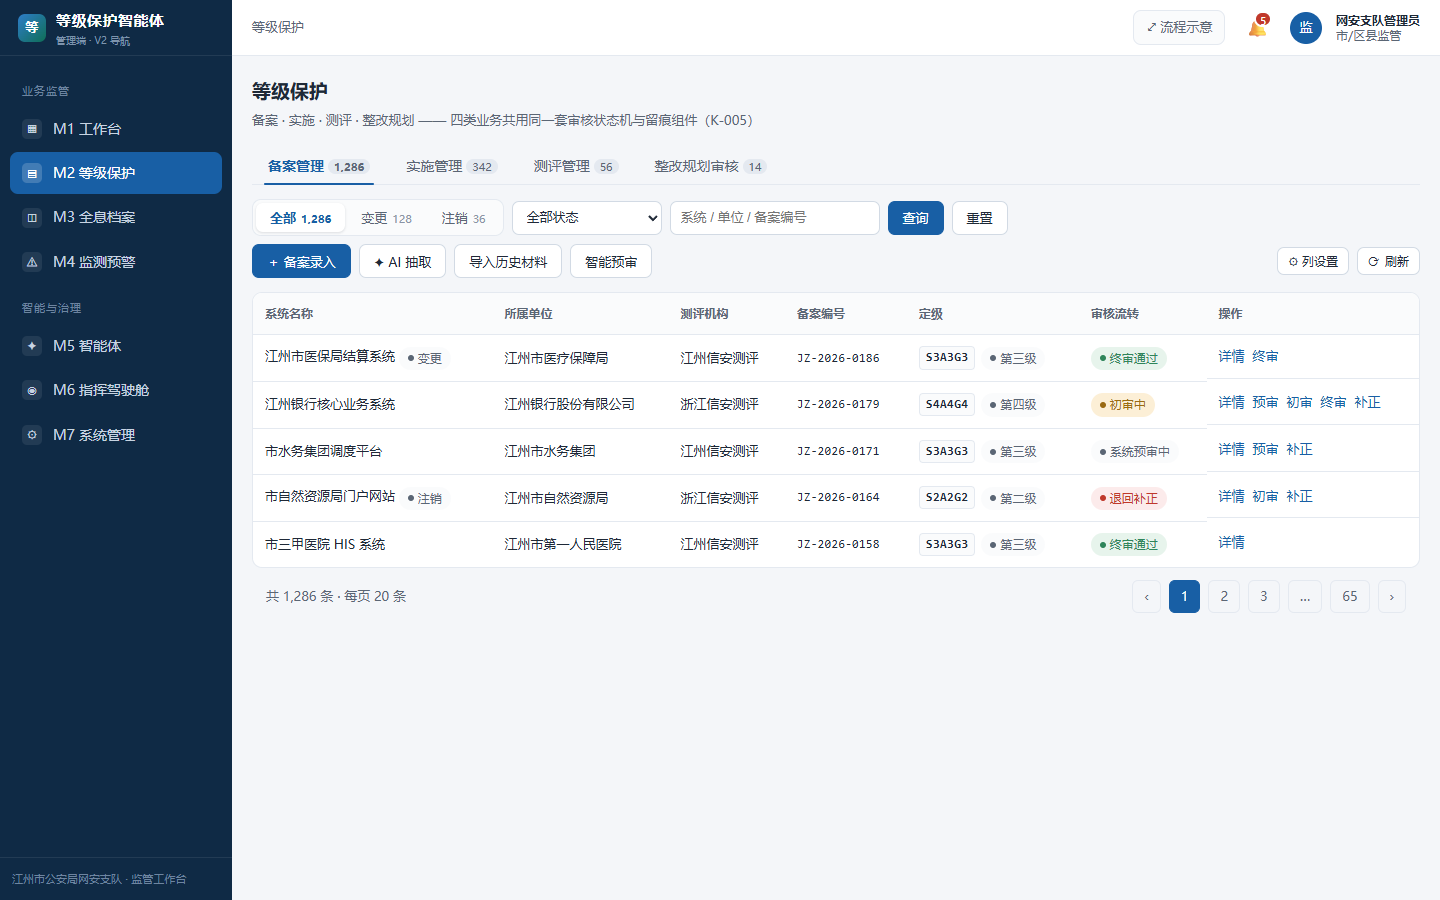 等
等级保护智能体
管理端 · V2 导航
业务监管
M1 工作台
M2 等级保护
M3 全息档案
M4 监测预警
智能与治理
M5 智能体
M6 指挥驾驶舱
M7 系统管理
江州市公安局网安支队 · 监管工作台
等级保护
流程示意
5
监
网安支队管理员
市/区县监管
等级保护
备案 · 实施 · 测评 · 整改规划 —— 四类业务共用同一套审核状态机与留痕组件（K-005）
备案管理 1,286 实施管理 342 测评管理 56 整改规划审核 14
全部 1,286 变更 128 注销 36 全部状态 系统 / 单位 / 备案编号 查询 重置
+ 备案录入 ✦ AI 抽取 导入历史材料 智能预审 列设置 刷新
系统名称 所属单位 测评机构 备案编号 定级 审核流转 操作
江州市医保局结算系统 变更 江州市医疗保障局 江州信安测评 JZ-2026-0186 S3A3G3 第三级 终审通过 详情 终审
江州银行核心业务系统 江州银行股份有限公司 浙江信安测评 JZ-2026-0179 S4A4G4 第四级 初审中 详情 预审 初审 终审 补正
市水务集团调度平台 江州市水务集团 江州信安测评 JZ-2026-0171 S3A3G3 第三级 系统预审中 详情 预审 补正
市自然资源局门户网站 注销 江州市自然资源局 浙江信安测评 JZ-2026-0164 S2A2G2 第二级 退回补正 详情 初审 补正
市三甲医院 HIS 系统 江州市第一人民医院 江州信安测评 JZ-2026-0158 S3A3G3 第三级 终审通过 详情
共 1,286 条 · 每页 20 条 ‹ 1 2 3 … 65 ›